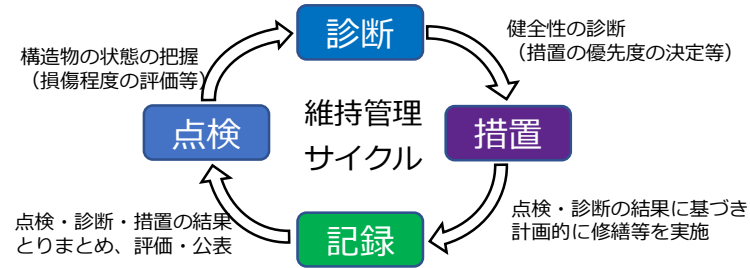 診断
健全性の診断
（措置の優先度の決定等）
構造物の状態の把握
（損傷程度の評価等）
点検
維持管理
サイクル
措置
点検・診断・措置の結果
とりまとめ、評価・公表
記録
点検・診断の結果に基づき
計画的に修繕等を実施